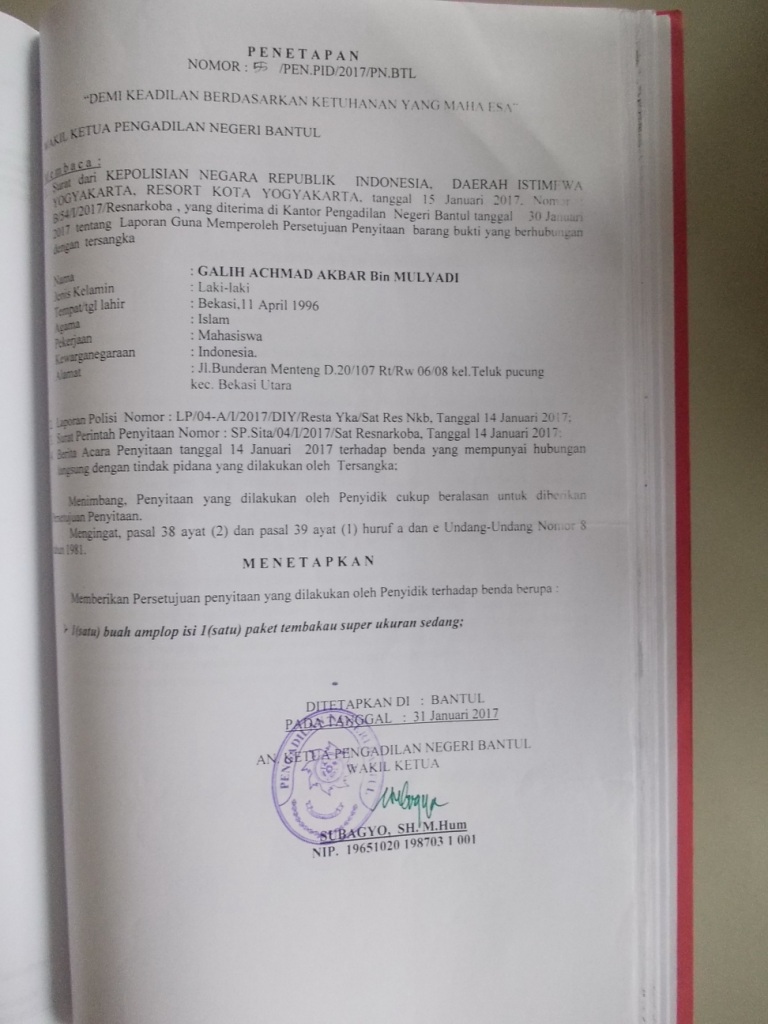 PENETAPAN
NOMOR : 55 /PEN.PID/2017/PN.BTL
“DEMI KEADILAN BERDASARKAN KETUHANAN YANG MAHA ESA”
WAKIL KETUA PENGADILAN NEGERI BANTUL
Membaca :
Surat dari KEPOLISIAN NEGARA REPUBLIK INDONESIA, DAERAH ISTIMEWA
YOGYAKARTA, RESORT KOTA YOGYAKARTA, tanggal 15 Januari 2017. Nomor :
B/54/I/2017/Resnarkoba , yang diterima di Kantor Pengadilan Negeri Bantul tanggal 30 Januari
2017 tentang Laporan Guna Memperoleh Persetujuan Penyitaan barang bukti yang berhubungan
dengan tersangka
Nama : GALIH ACHMAD AKBAR Bin MULYADI
Jenis Kelamin : Laki-laki
Tempat/tgl lahir : Bekasi,11 April 1996
Agama : Islam
Pekerjaan : Mahasiswa
Kewarganegaraan : Indonesia.
Alamat : Jl.Bunderan Menteng D.20/107 Rt/Rw 06/08 kel.Teluk pucung
kec. Bekasi Utara
Laporan Polisi Nomor : LP/04-A/I/2017/DIY/Resta Yka/Sat Res Nkb, Tanggal 14 Januari 2017;
Surat Perintah Penyitaan Nomor : SP.Sita/04/I/2017/Sat Resnarkoba, Tanggal 14 Januari 2017;
Berita Acara Penyitaan tanggal 14 Januari 2017 terhadap benda yang mempunyai hubungan
langsung dengan tindak pidana yang dilakukan oleh Tersangka;
Menimbang, Penyitaan yang dilakukan oleh Penyidik cukup beralasan untuk diberikan
Persetujuan Penyitaan.
Mengingat, pasal 38 ayat (2) dan pasal 39 ayat (1) huruf a dan e Undang-Undang Nomor 8
tahun 1981.
MENETAPKAN
Memberikan Persetujuan penyitaan yang dilakukan oleh Penyidik terhadap benda berupa :
1(satu) buah amplop isi 1(satu) paket tembakau super ukuran sedang;
DITETAPKAN DI : BANTUL
PADA TANGGAL : 31 Januari 2017
AN. KETUA PENGADILAN NEGERI BANTUL
WAKIL KETUA
SUBAGYO, SH.M.Hum
NIP. 19651020 198703 1 001